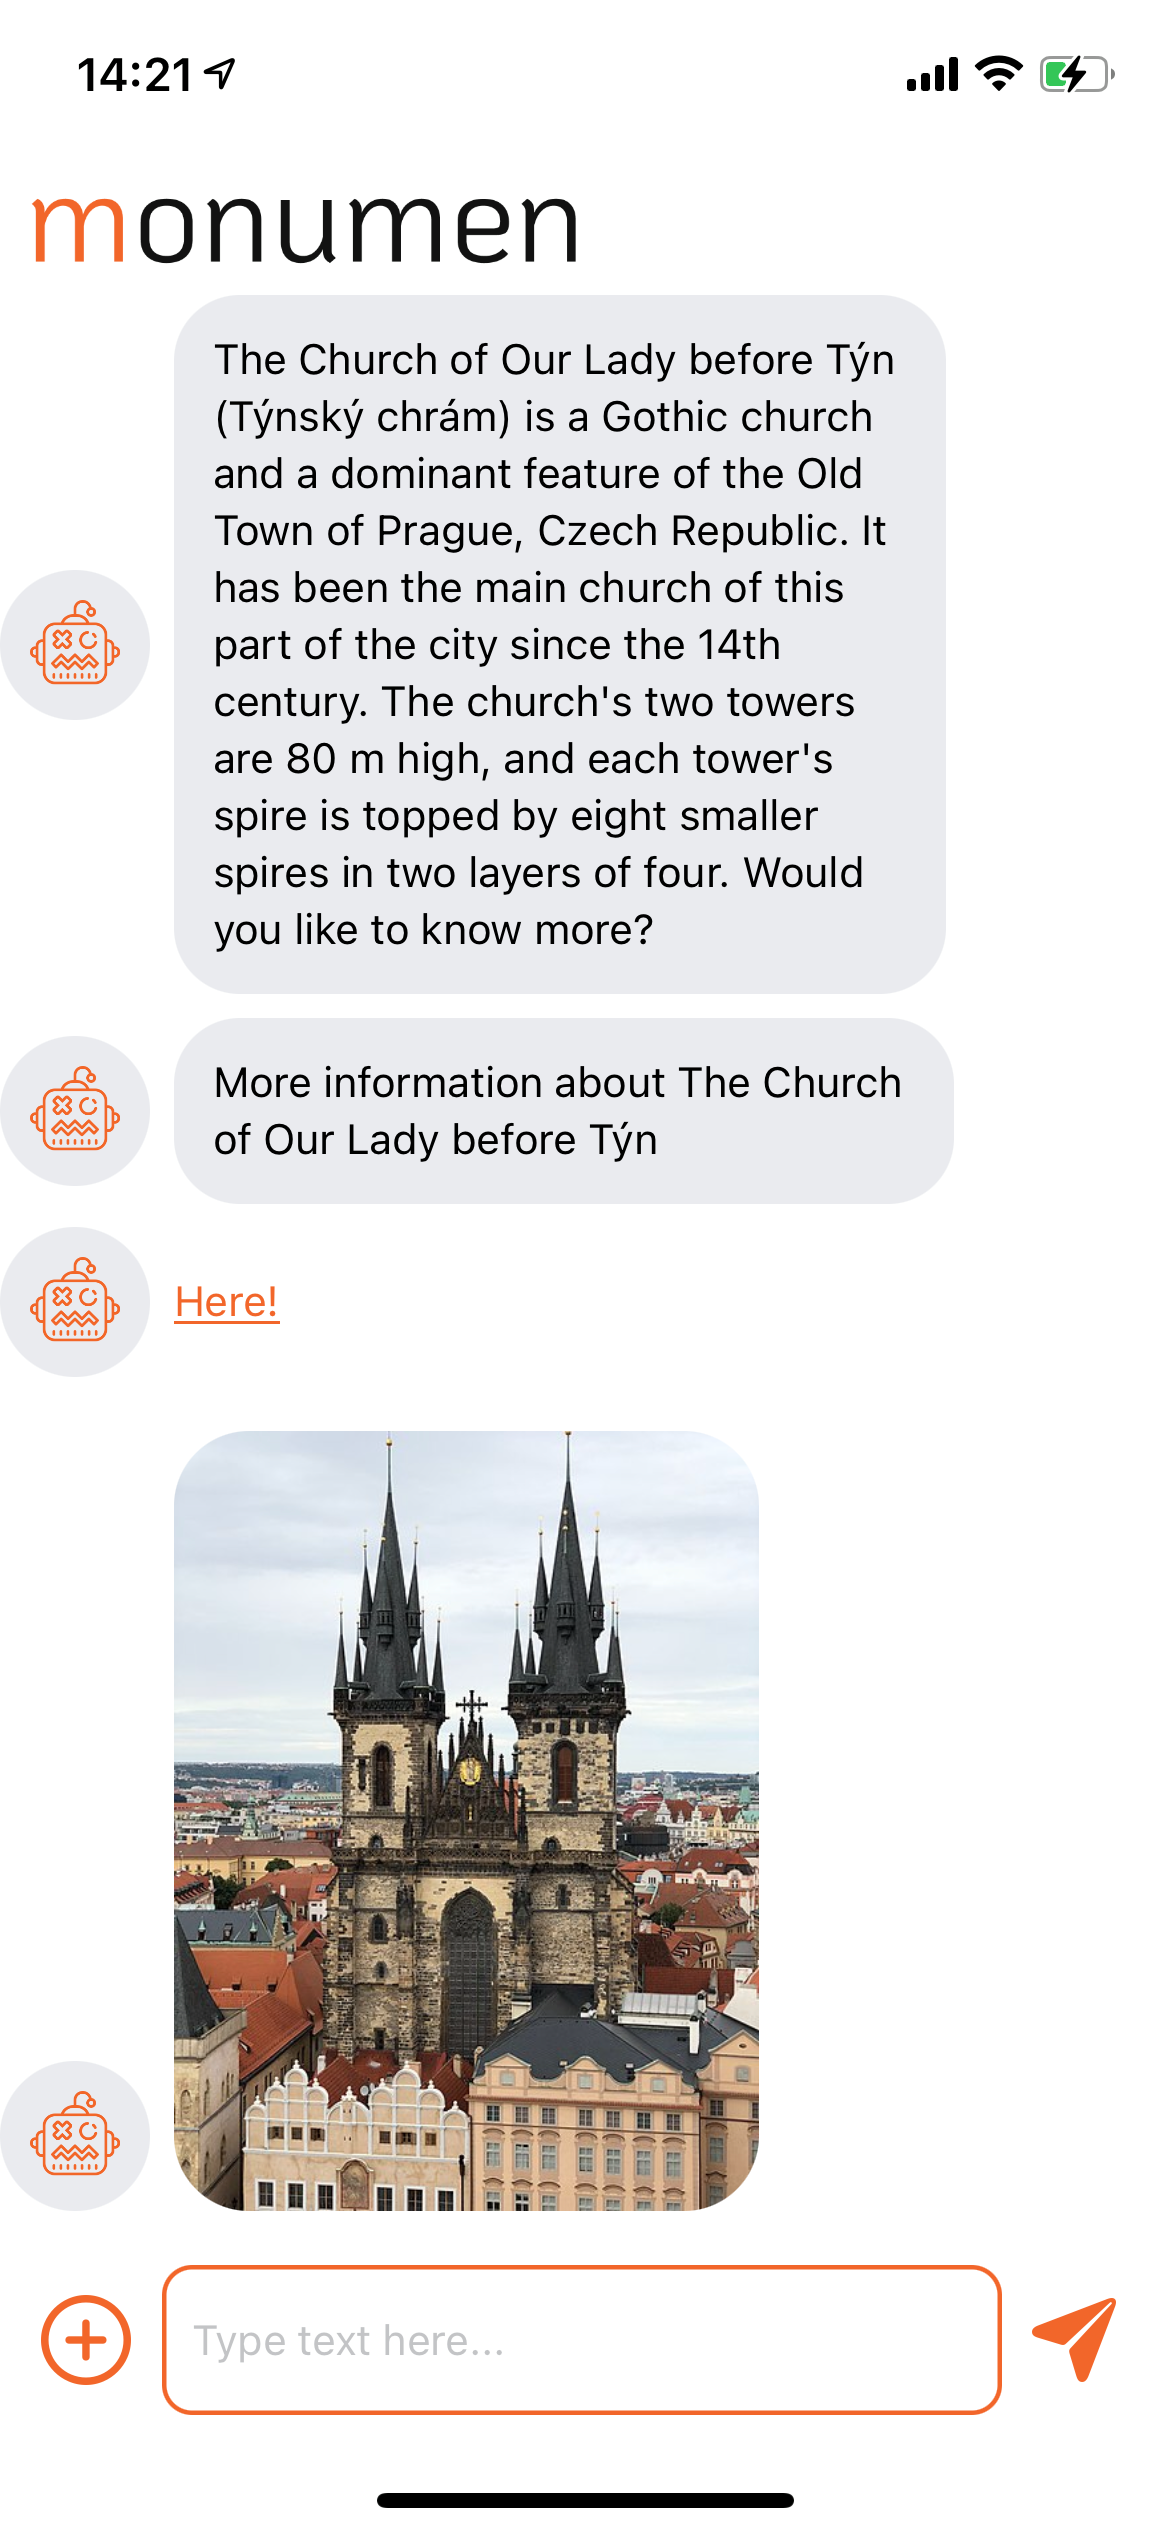 14:21
monumen
The Church of Our Lady before Týn
(Týnský chrám) is a Gothic church
and a dominant feature of the Old
Town of Prague, Czech Republic. It
has been the main church of this
part of the city since the 14th
century. The church's two towers
are 80 m high, and each tower's
spire is topped by eight smaller
spires in two layers of four. Would
you like to know more?
More information about The Church
of Our Lady before Týn
Here!
Type text here...